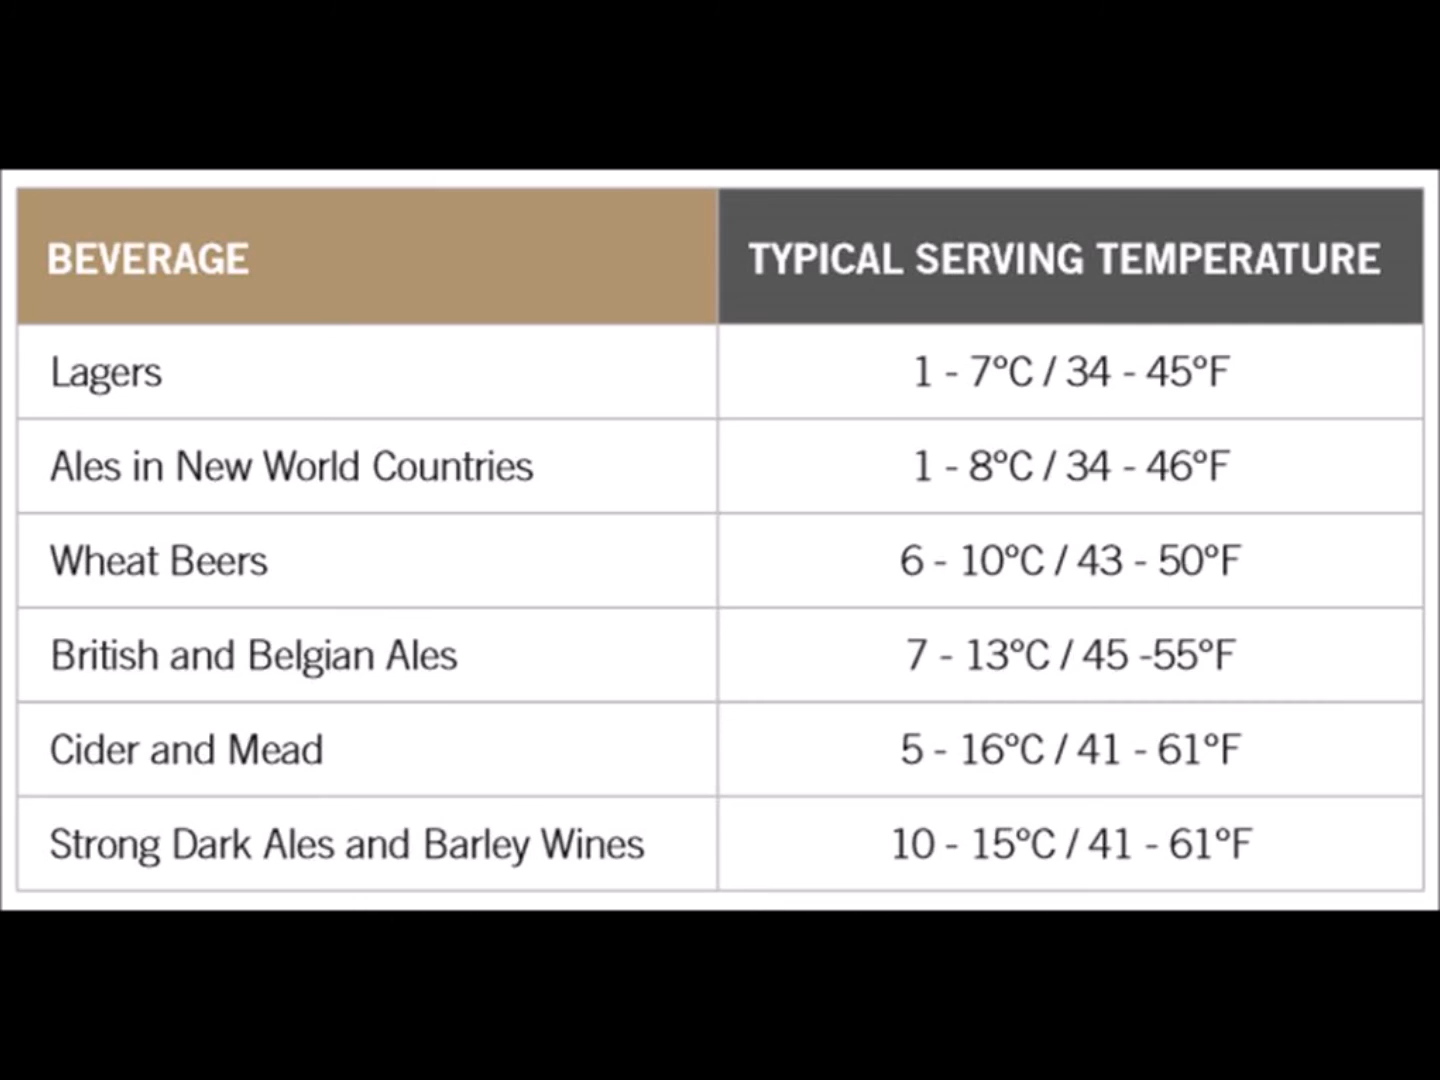 BEVERAGE TYPICAL SERVING TEMPERATURE
Lagers 1 - 7°C / 34 - 45°F
Ales in New World Countries 1 - 8°C / 34 - 46°F
Wheat Beers 6 - 10°C / 43 - 50°F
British and Belgian Ales 7 - 13°C / 45 -55°F
Cider and Mead 5 - 16°C / 41 - 61°F
Strong Dark Ales and Barley Wines 10 - 15°C / 41 - 61°F